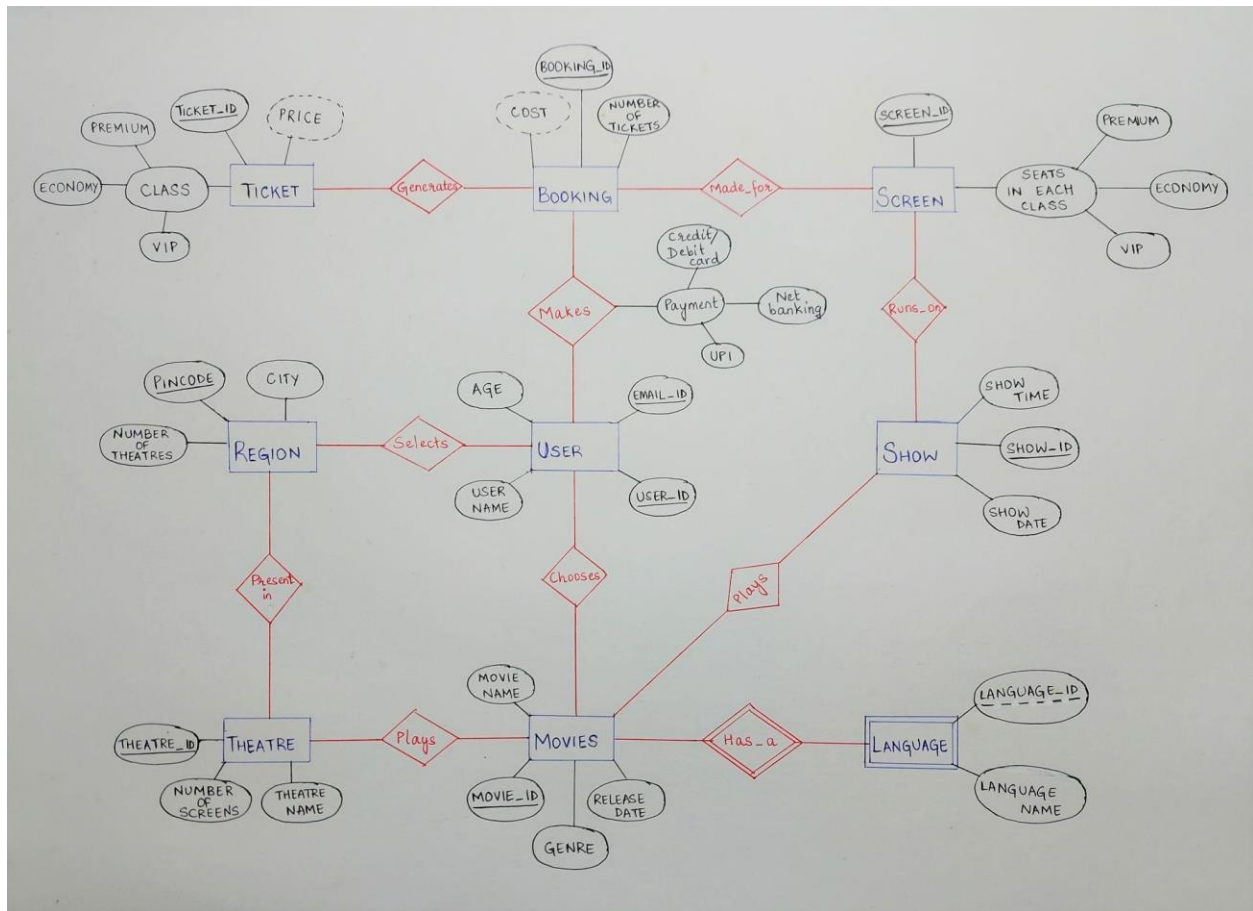 BOOKING_ID
COST
NUMBER
OF
TICKETS
TICKET_ID
PRICE
PREMIUM
ECONOMY
CLASS
VIP
TICKET
Generates
BOOKING
Made_for
SCREEN_ID
SCREEN
SEATS
IN EACH
CLASS
PREMIUM
ECONOMY
VIP
Makes
Credit/
Debit
card
Payment
Net
banking
UPI
Runs_on
PINCODE
CITY
NUMBER
OF
THEATRES
REGION
Selects
AGE
EMAIL_ID
USER
USER
NAME
USER_ID
SHOW
TIME
SHOW_ID
SHOW
SHOW
DATE
Present
in
Chooses
Plays
THEATRE_ID
THEATRE
NUMBER
OF
SCREENS
THEATRE
NAME
Plays
MOVIE
NAME
MOVIES
MOVIE_ID
GENRE
RELEASE
DATE
Has_a
LANGUAGE
LANGUAGE_ID
LANGUAGE
NAME